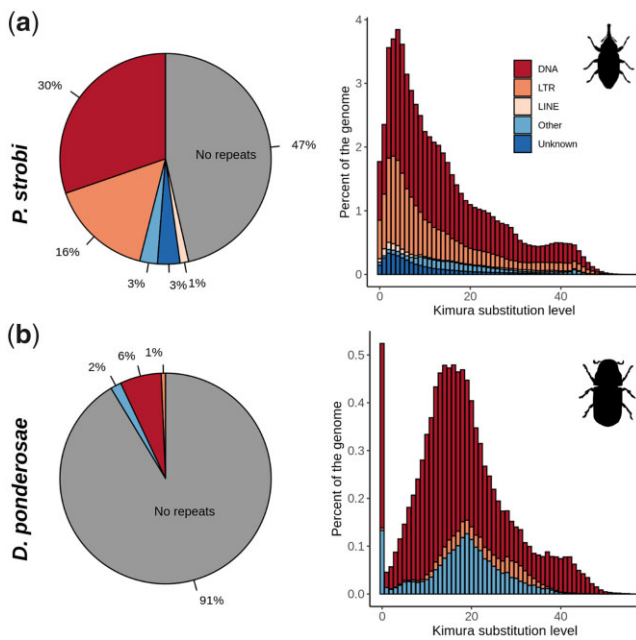 (a)
P. strobi
30%
No repeats
47%
16%
3%
3%
1%
Percent of the genome
4
3
2
1
0
DNA
LTR
LINE
Other
Unknown
0
20
40
Kimura substitution level
(b)
D. ponderosae
2%
6%
1%
No repeats
91%
Percent of the genome
0.5
0.4
0.3
0.2
0.1
0.0
0
20
40
Kimura substitution level